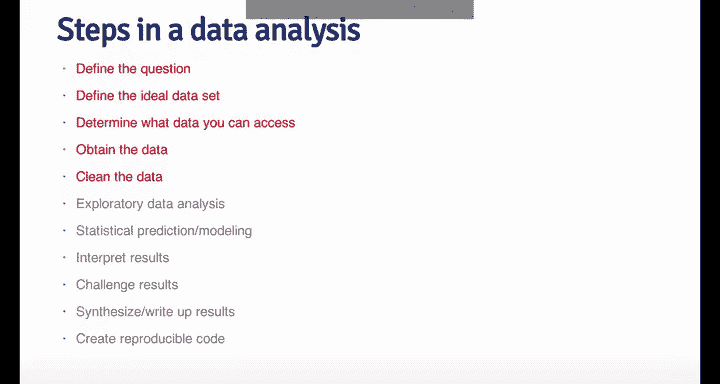 Steps in a data analysis
· Define the question
· Define the ideal data set
· Determine what data you can access
· Obtain the data
· Clean the data
· Exploratory data analysis
· Statistical prediction/modeling
· Interpret results
· Challenge results
· Synthesize/write up results
· Create reproducible code